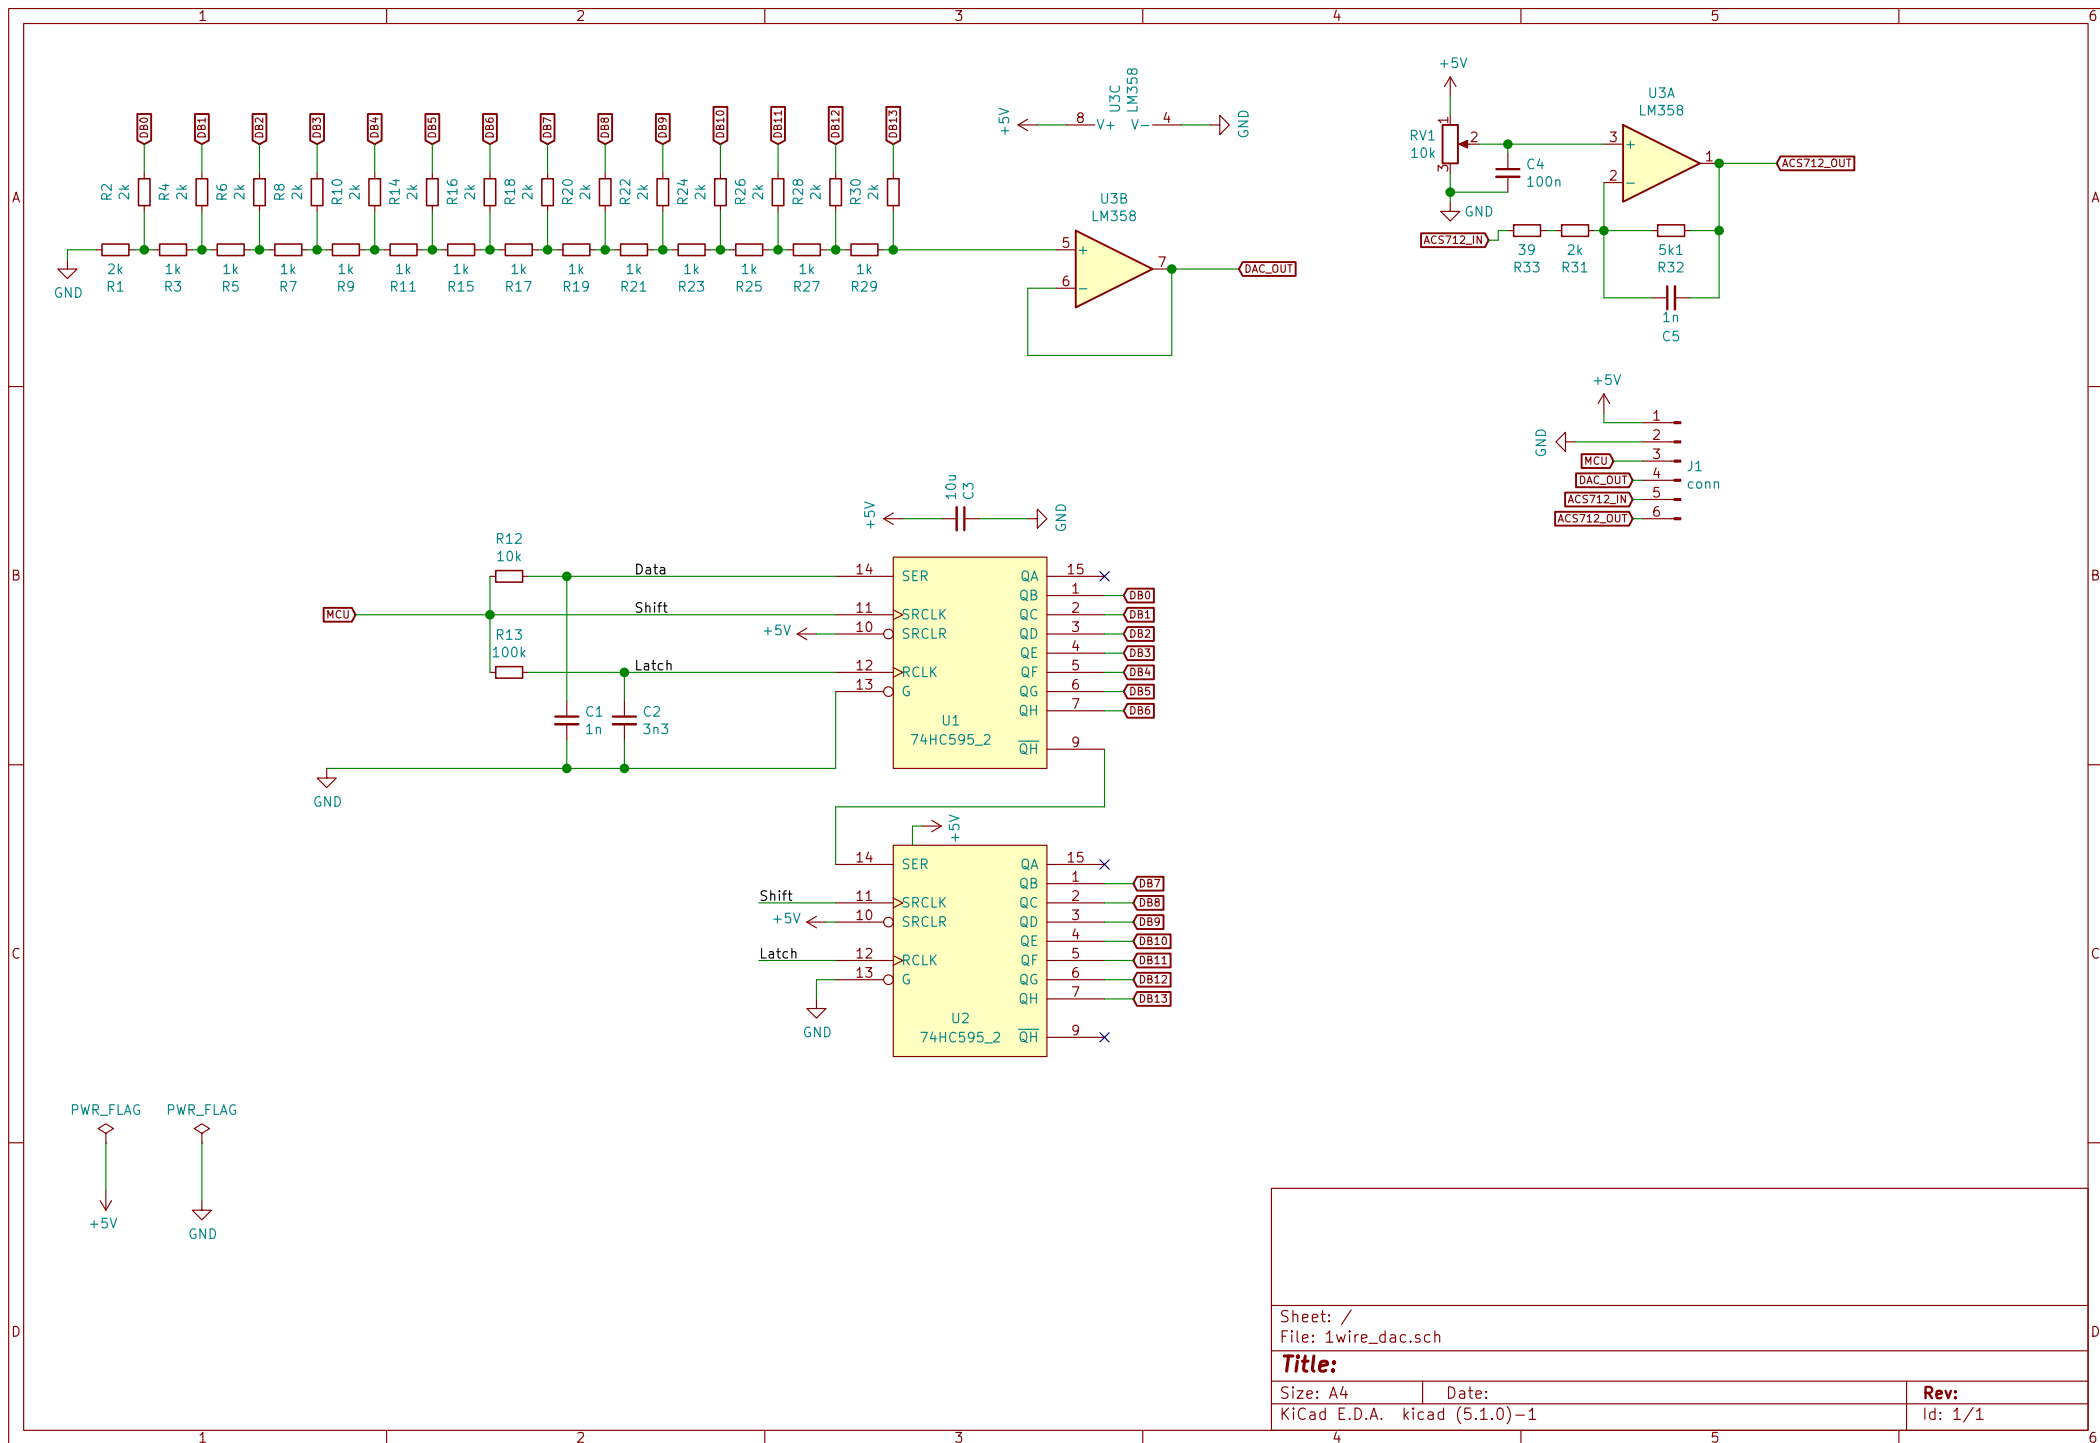 1 2 3 4 5 6
A
B
C
D
A
B
C
D
1 2 3 4 5 6
DB0 DB1 DB2 DB3 DB4 DB5 DB6 DB7 DB8 DB9 DB10 DB11 DB12 DB13
R2 R4 R6 R8 R10 R14 R16 R18 R20 R22 R24 R26 R28 R30
2k 2k 2k 2k 2k 2k 2k 2k 2k 2k 2k 2k 2k 2k
2k 1k 1k 1k 1k 1k 1k 1k 1k 1k 1k 1k 1k 1k
R1 R3 R5 R7 R9 R11 R15 R17 R19 R21 R23 R25 R27 R29
GND
+5V
8 V+
U3C
LM358
V- 4
GND
U3B
LM358
5 +
6 -
7
DAC_OUT
+5V
RV1
10k
1
2
3
GND
C4
100n
U3A
LM358
3 +
2 -
1
ACS712_OUT
ACS712_IN
39
R33
2k
R31
5k1
R32
1n
C5
+5V
1
GND 2
MCU 3
DAC_OUT 4
ACS712_IN 5
ACS712_OUT 6
J1
conn
+5V
10u
C3
GND
R12
10k
Data
MCU
Shift
R13
100k
Latch
+5V
C1
1n
C2
3n3
GND
14 SER
11 SRCLK
10 SRCLR
12 RCLK
13 G
QA 15
QB 1 DB0
QC 2 DB1
QD 3 DB2
QE 4 DB3
QF 5 DB4
QG 6 DB5
QH 7 DB6
QH 9
U1
74HC595_2
+5V
14 SER
Shift 11 SRCLK
+5V 10 SRCLR
Latch 12 RCLK
13 G
GND
QA 15
QB 1 DB7
QC 2 DB8
QD 3 DB9
QE 4 DB10
QF 5 DB11
QG 6 DB12
QH 7 DB13
QH 9
U2
74HC595_2
PWR_FLAG PWR_FLAG
+5V
GND
Sheet: /
File: 1wire_dac.sch
Title:
Size: A4 Date: Rev:
KiCad E.D.A. kicad (5.1.0)-1 Id: 1/1